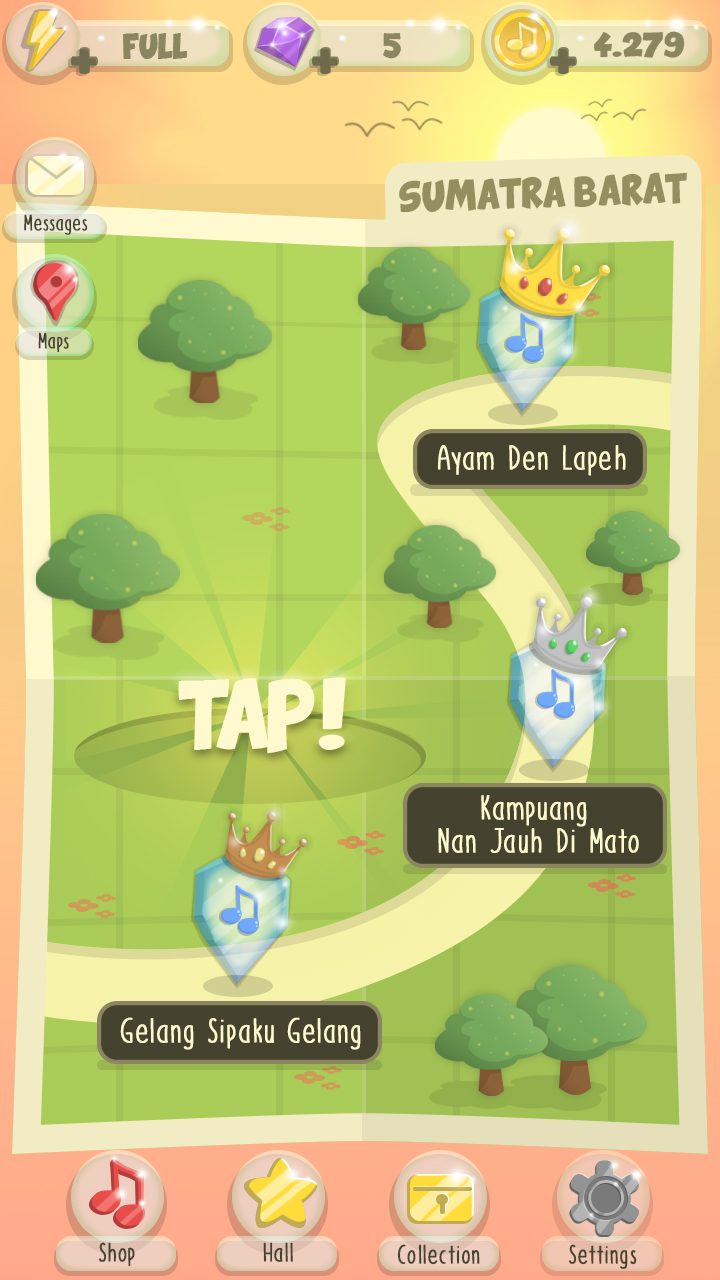 FULL
5
4.279
Messages
SUMATRA BARAT
Maps
Ayam Den Lapeh
TAP!
Kampuang
Nan Jauh Di Mato
Gelang Sipaku Gelang
Shop
Hall
Collection
Settings